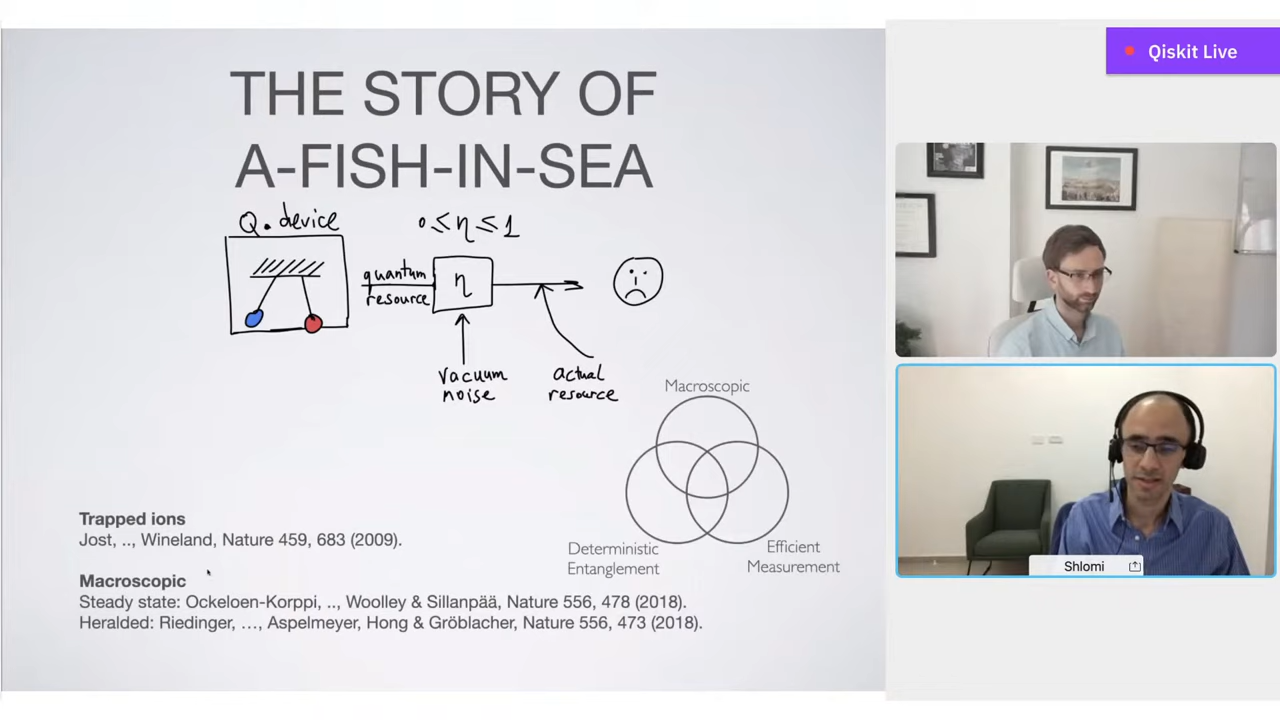 THE STORY OF
A-FISH-IN-SEA
Q. device
0 ≤ η ≤ 1
quantum
resource
η
vacuum
noise
actual
resource
Macroscopic
Deterministic
Entanglement
Efficient
Measurement
Trapped ions
Jost, .., Wineland, Nature 459, 683 (2009).
Macroscopic
Steady state: Ockeloen-Korppi, .., Woolley & Sillanpää, Nature 556, 478 (2018).
Heralded: Riedinger, …, Aspelmeyer, Hong & Gröblacher, Nature 556, 473 (2018).
Qiskit Live
Shlomi